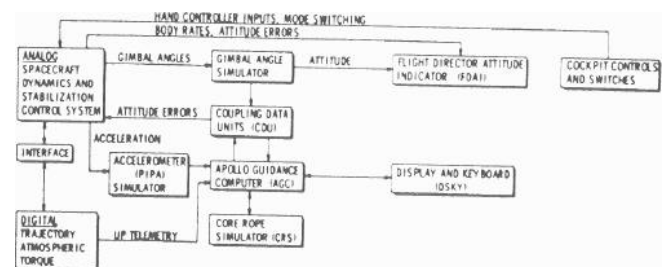 HAND CONTROLLER INPUTS, MODE SWITCHING
BODY RATES, ATTITUDE ERRORS
ANALOG
SPACECRAFT
DYNAMICS AND
STABILIZATION
CONTROL SYSTEM
GIMBAL ANGLES
GIMBAL ANGLE
SIMULATOR
ATTITUDE
FLIGHT DIRECTOR ATTITUDE
INDICATOR (FDAI)
COCKPIT CONTROLS
AND SWITCHES
ATTITUDE ERRORS
COUPLING DATA
UNITS (CDU)
ACCELERATION
INTERFACE
ACCELEROMETER
(PIPA)
SIMULATOR
APOLLO GUIDANCE
COMPUTER (AGC)
DISPLAY AND KEYBOARD
(DSKY)
DIGITAL
TRAJECTORY
ATMOSPHERIC
TORQUE
UP TELEMETRY
CORE ROPE
SIMULATOR (CRS)